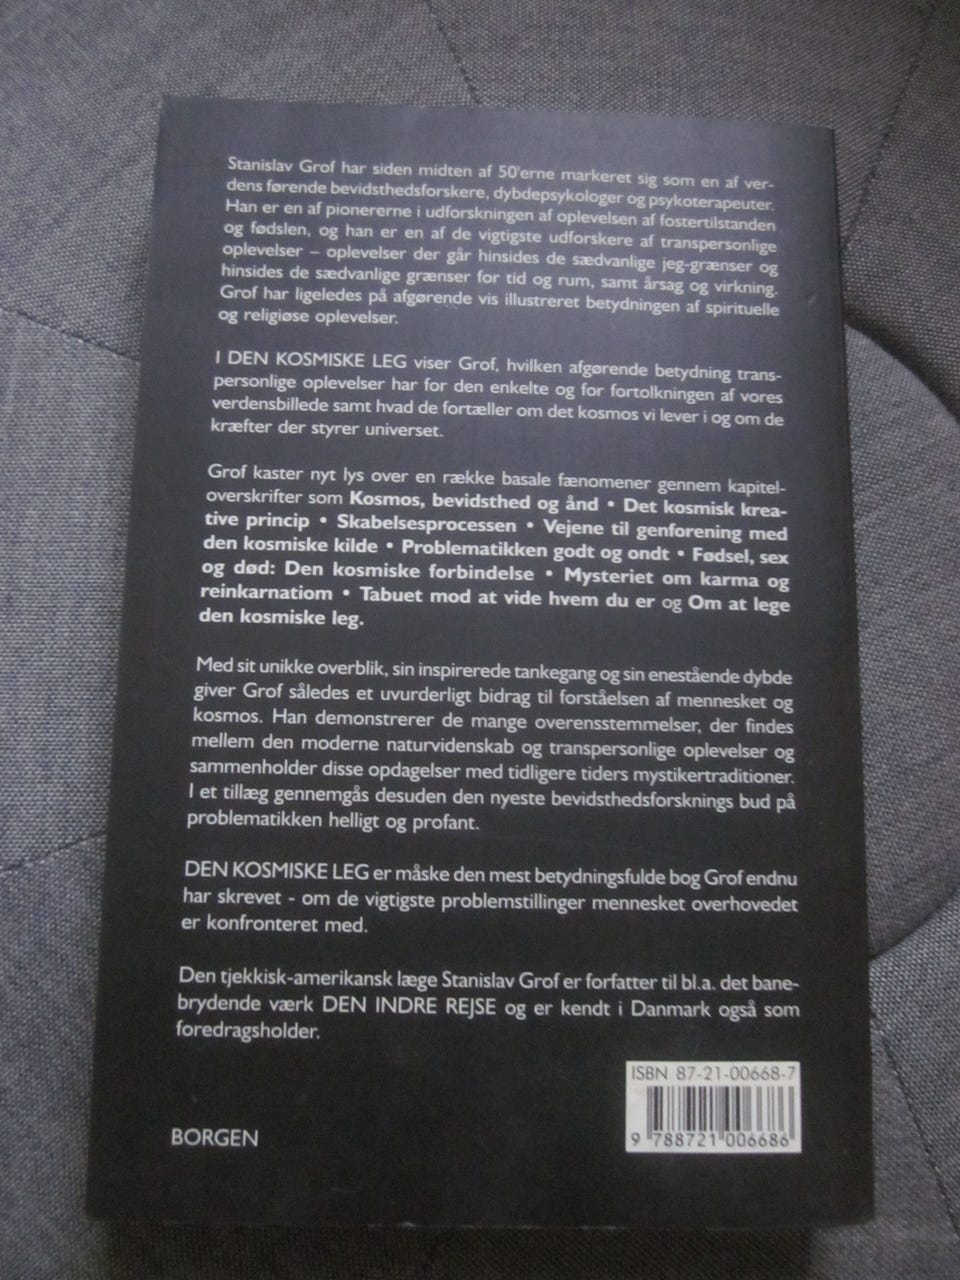 Stanislav Grof har siden midten af 50'erne markeret sig som en af ver-
dens førende bevidsthedsforskere, dybdepsykologer og psykoterapeuter.
Han er en af pionererne i udforskningen af oplevelsen af fostertilstanden
og fødslen, og han er en af de vigtigste udforskere af transpersonlige
oplevelser – oplevelser der går hinsides de sædvanlige jeg-grænser og
hinsides de sædvanlige grænser for tid og rum, samt årsag og virkning.
Grof har ligeledes på afgørende vis illustreret betydningen af spirituelle
og religiøse oplevelser.
I DEN KOSMISKE LEG viser Grof, hvilken afgørende betydning trans-
personlige oplevelser har for den enkelte og for fortolkningen af vores
verdensbillede samt hvad de fortæller om det kosmos vi lever i og om de
kræfter der styrer universet.
Grof kaster nyt lys over en række basale fænomener gennem kapitel-
overskrifter som Kosmos, bevidsthed og ånd • Det kosmisk krea-
tive princip • Skabelsesprocessen • Vejene til genforening med
den kosmiske kilde • Problematikken godt og ondt • Fødsel, sex
og død: Den kosmiske forbindelse • Mysteriet om karma og
reinkarnatiom • Tabuet mod at vide hvem du er og Om at lege
den kosmiske leg.
Med sit unikke overblik, sin inspirerede tankegang og sin enestående dybde
giver Grof således et uvurderligt bidrag til forståelsen af mennesket og
kosmos. Han demonstrerer de mange overensstemmelser, der findes
mellem den moderne naturvidenskab og transpersonlige oplevelser og
sammenholder disse opdagelser med tidligere tiders mystikertraditioner.
I et tillæg gennemgås desuden den nyeste bevidsthedsforsknings bud på
problematikken helligt og profant.
DEN KOSMISKE LEG er måske den mest betydningsfulde bog Grof endnu
har skrevet - om de vigtigste problemstillinger mennesket overhovedet
er konfronteret med.
Den tjekkisk-amerikansk læge Stanislav Grof er forfatter til bl.a. det bane-
brydende værk DEN INDRE REJSE og er kendt i Danmark også som
foredragsholder.
ISBN 87-21-00668-7
9 788721 006686
BORGEN